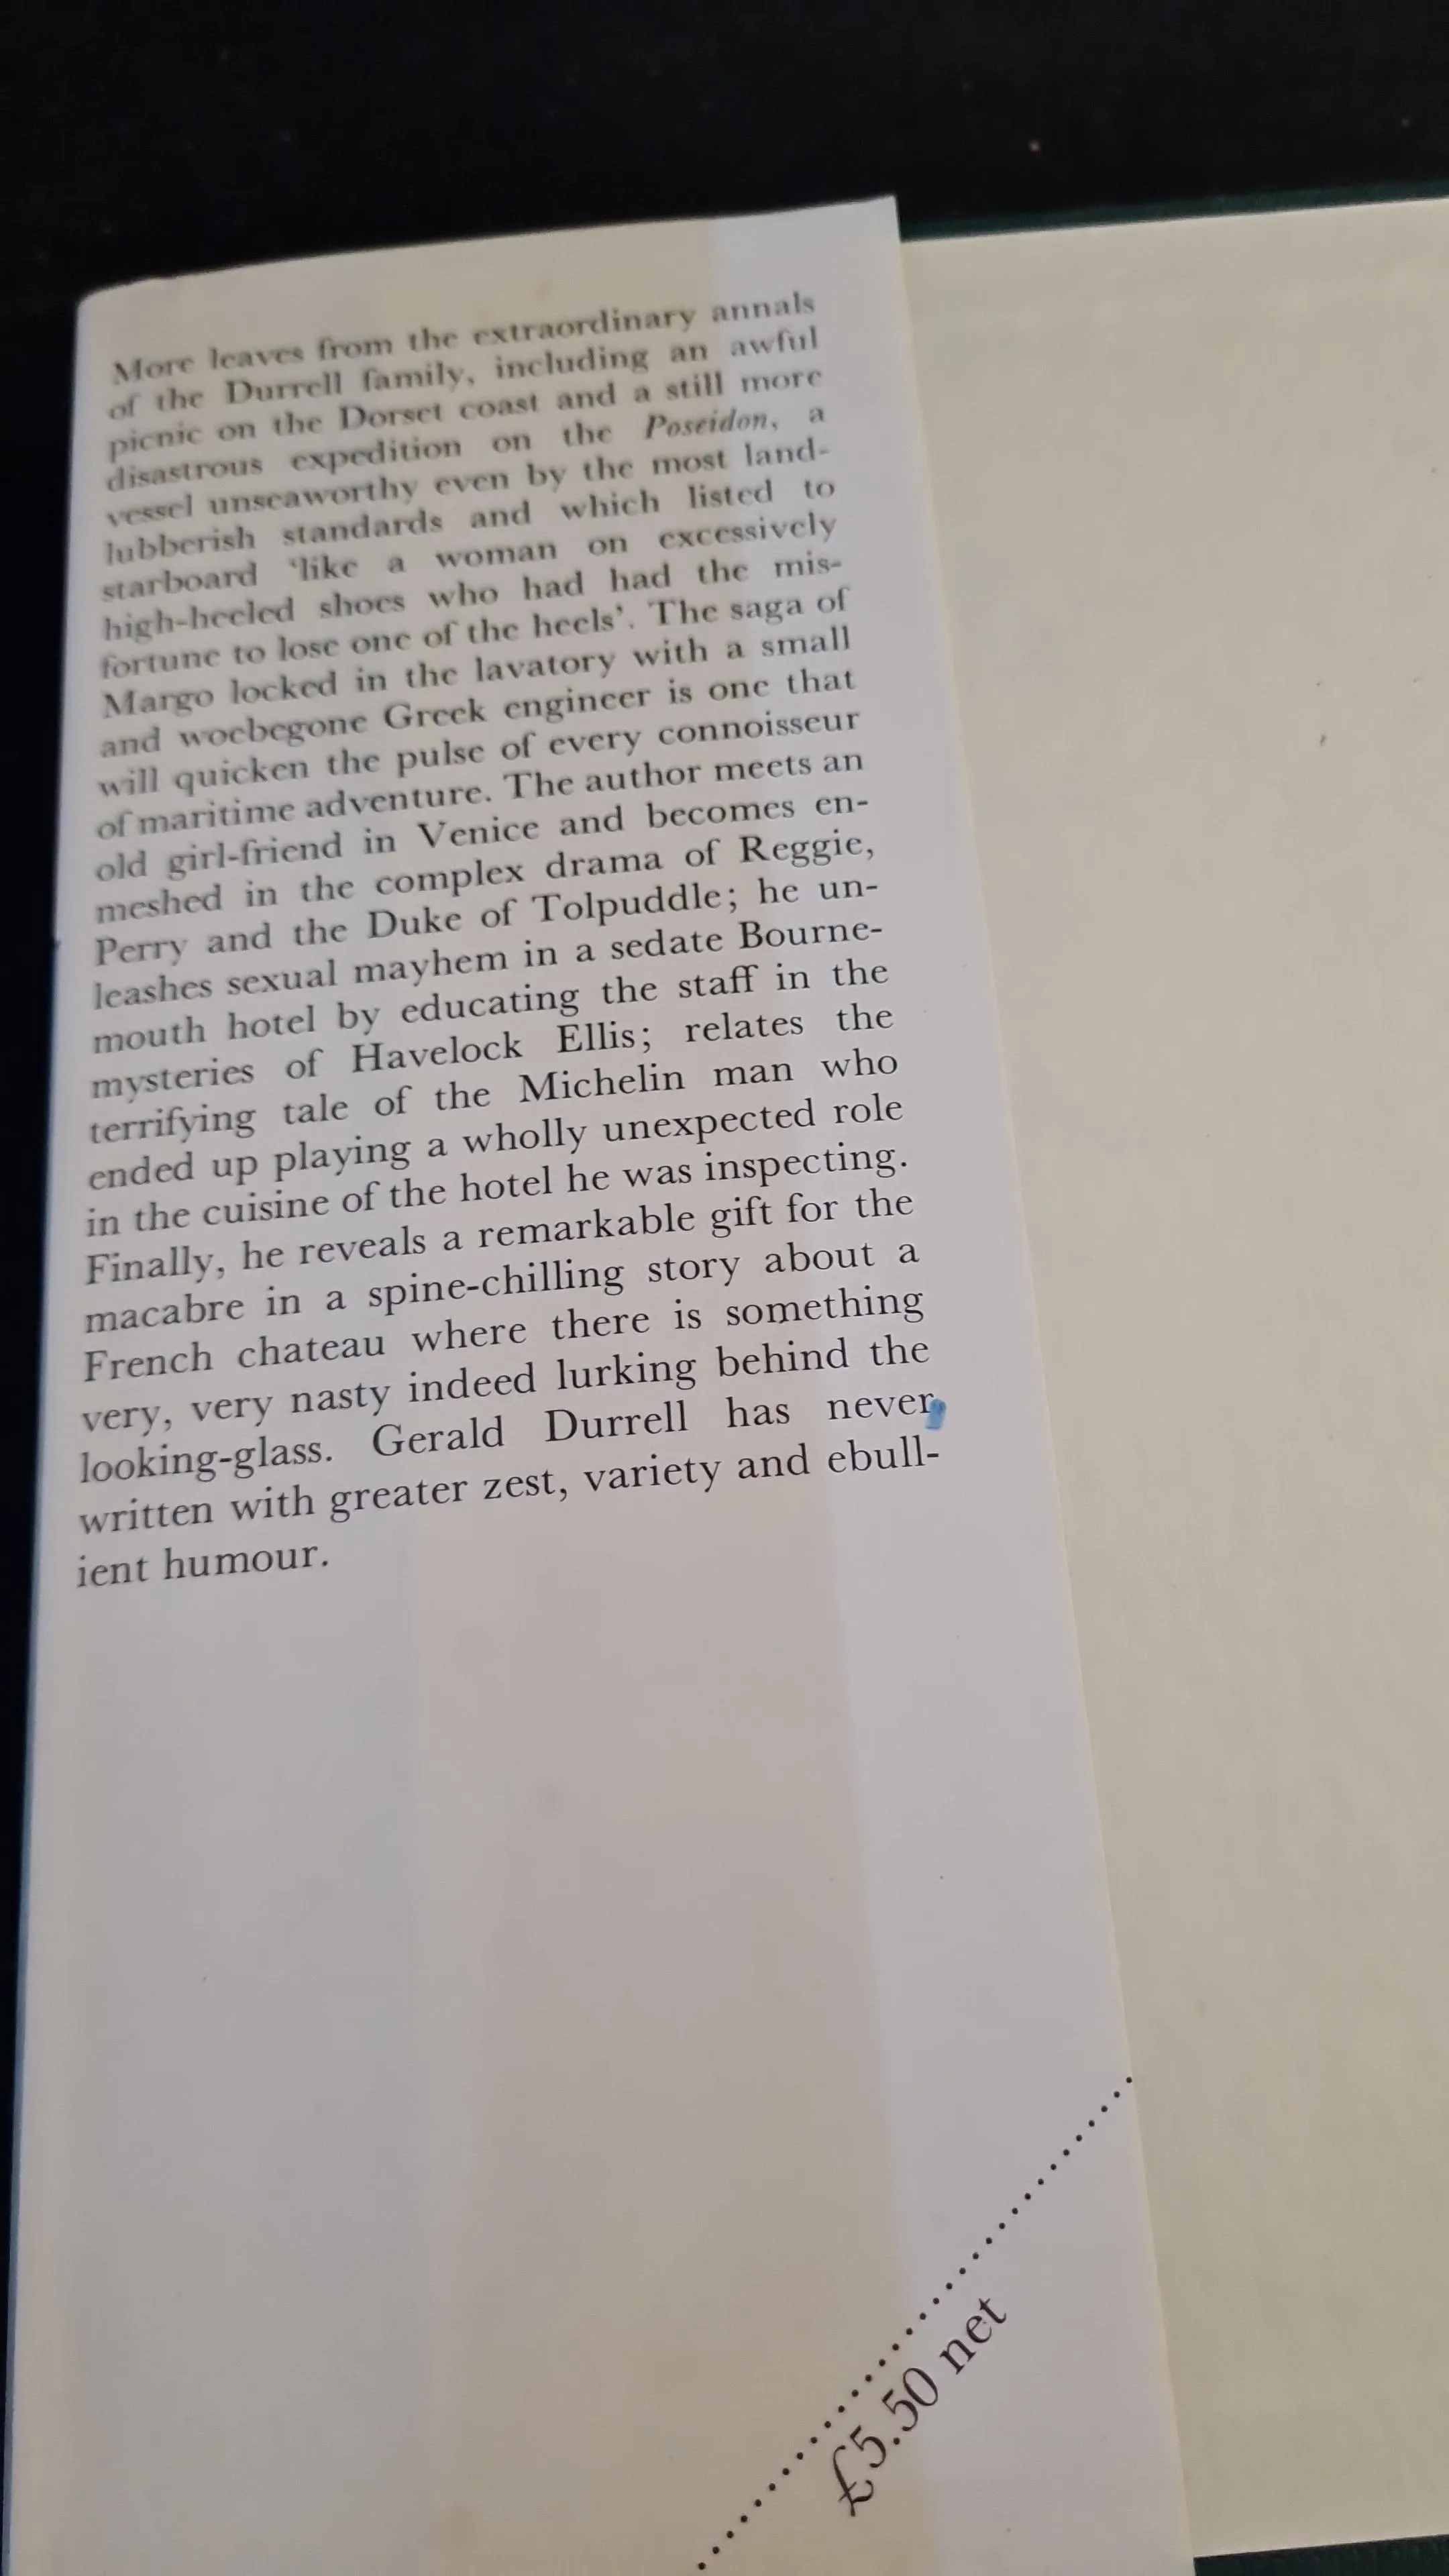 More leaves from the extraordinary annals
of the Durrell family, including an awful
picnic on the Dorset coast and a still more
disastrous expedition on the Poseidon, a
vessel unseaworthy even by the most land-
lubberish standards and which listed to
starboard 'like a woman on excessively
high-heeled shoes who had had the mis-
fortune to lose one of the heels'. The saga of
Margo locked in the lavatory with a small
and woebegone Greek engineer is one that
will quicken the pulse of every connoisseur
of maritime adventure. The author meets an
old girl-friend in Venice and becomes en-
meshed in the complex drama of Reggie,
Perry and the Duke of Tolpuddle; he un-
leashes sexual mayhem in a sedate Bourne-
mouth hotel by educating the staff in the
mysteries of Havelock Ellis; relates the
terrifying tale of the Michelin man who
ended up playing a wholly unexpected role
in the cuisine of the hotel he was inspecting.
Finally, he reveals a remarkable gift for the
macabre in a spine-chilling story about a
French chateau where there is something
very, very nasty indeed lurking behind the
looking-glass. Gerald Durrell has never
written with greater zest, variety and ebull-
ient humour.
£5.50 net